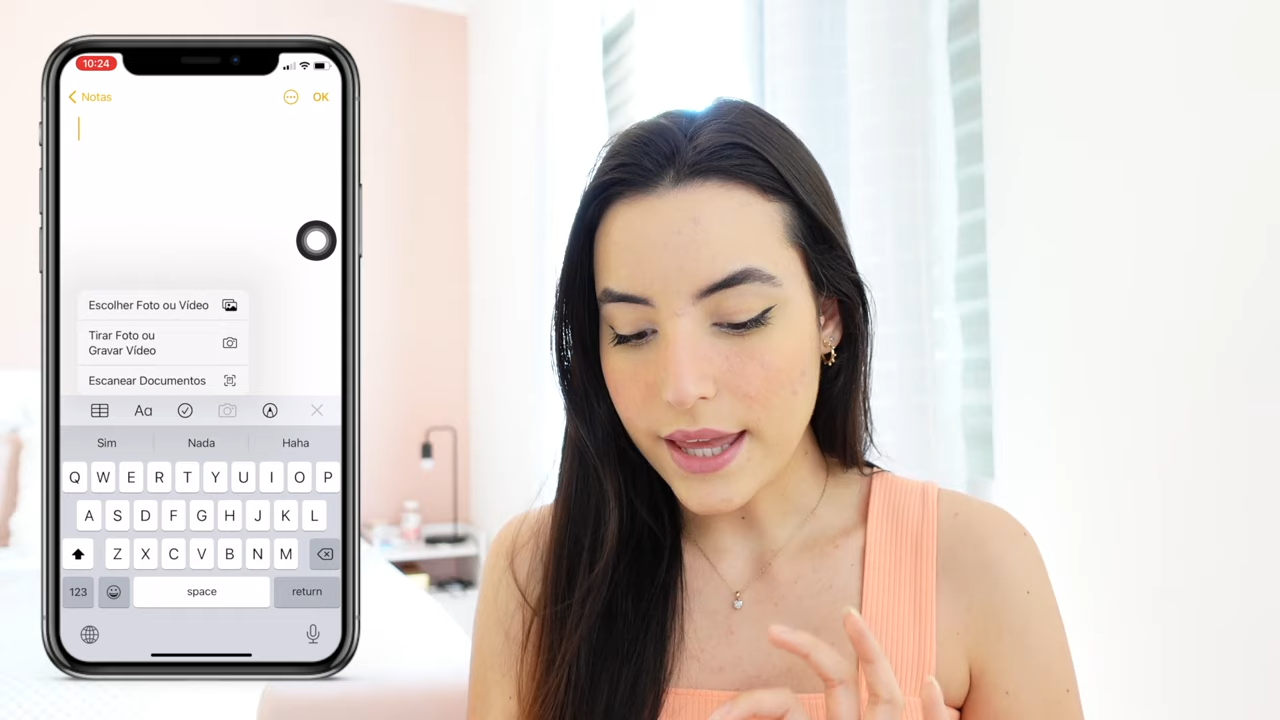 10:24
Notas
OK
Escolher Foto ou Vídeo
Tirar Foto ou
Gravar Vídeo
Escanear Documentos
Aa
Sim Nada Haha
Q W E R T Y U I O P
A S D F G H J K L
Z X C V B N M
123 space return